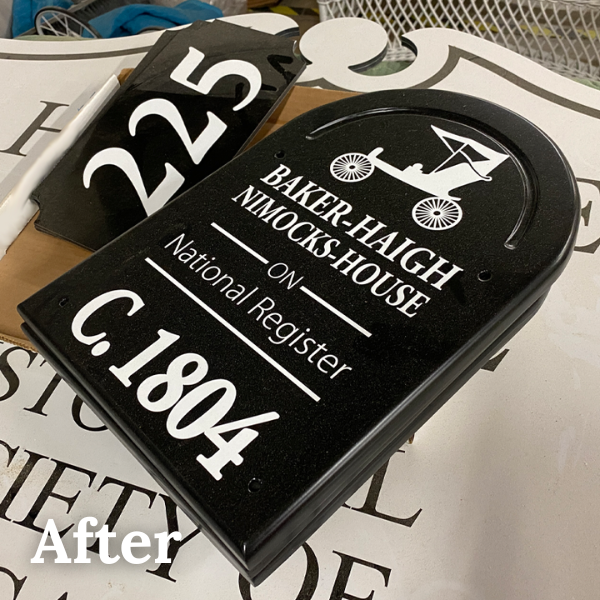 225
BAKER-HAIGH
NIMOCKS-HOUSE
ON
National Register
C. 1804
After